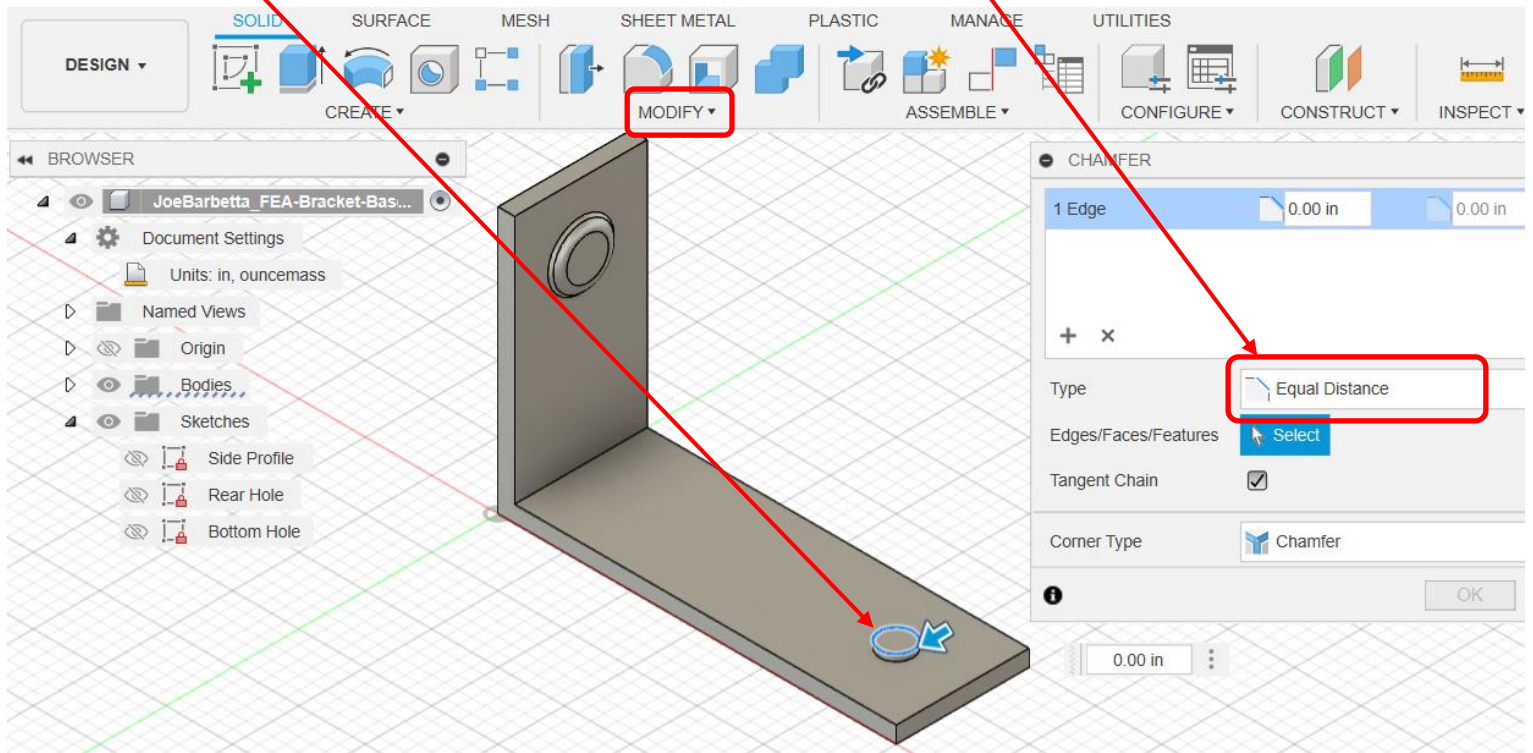 SOLID SURFACE MESH SHEET METAL PLASTIC MANAGE UTILITIES
DESIGN ▾
CREATE ▾ MODIFY ▾ ASSEMBLE ▾ CONFIGURE ▾ CONSTRUCT ▾ INSPECT ▾
BROWSER
JoeBarbetta_FEA-Bracket-Bas...
Document Settings
Units: in, ouncemass
Named Views
Origin
Bodies
Sketches
Side Profile
Rear Hole
Bottom Hole
CHAMFER
1 Edge 0.00 in 0.00 in
Type Equal Distance
Edges/Faces/Features Select
Tangent Chain
Corner Type Chamfer
OK
0.00 in